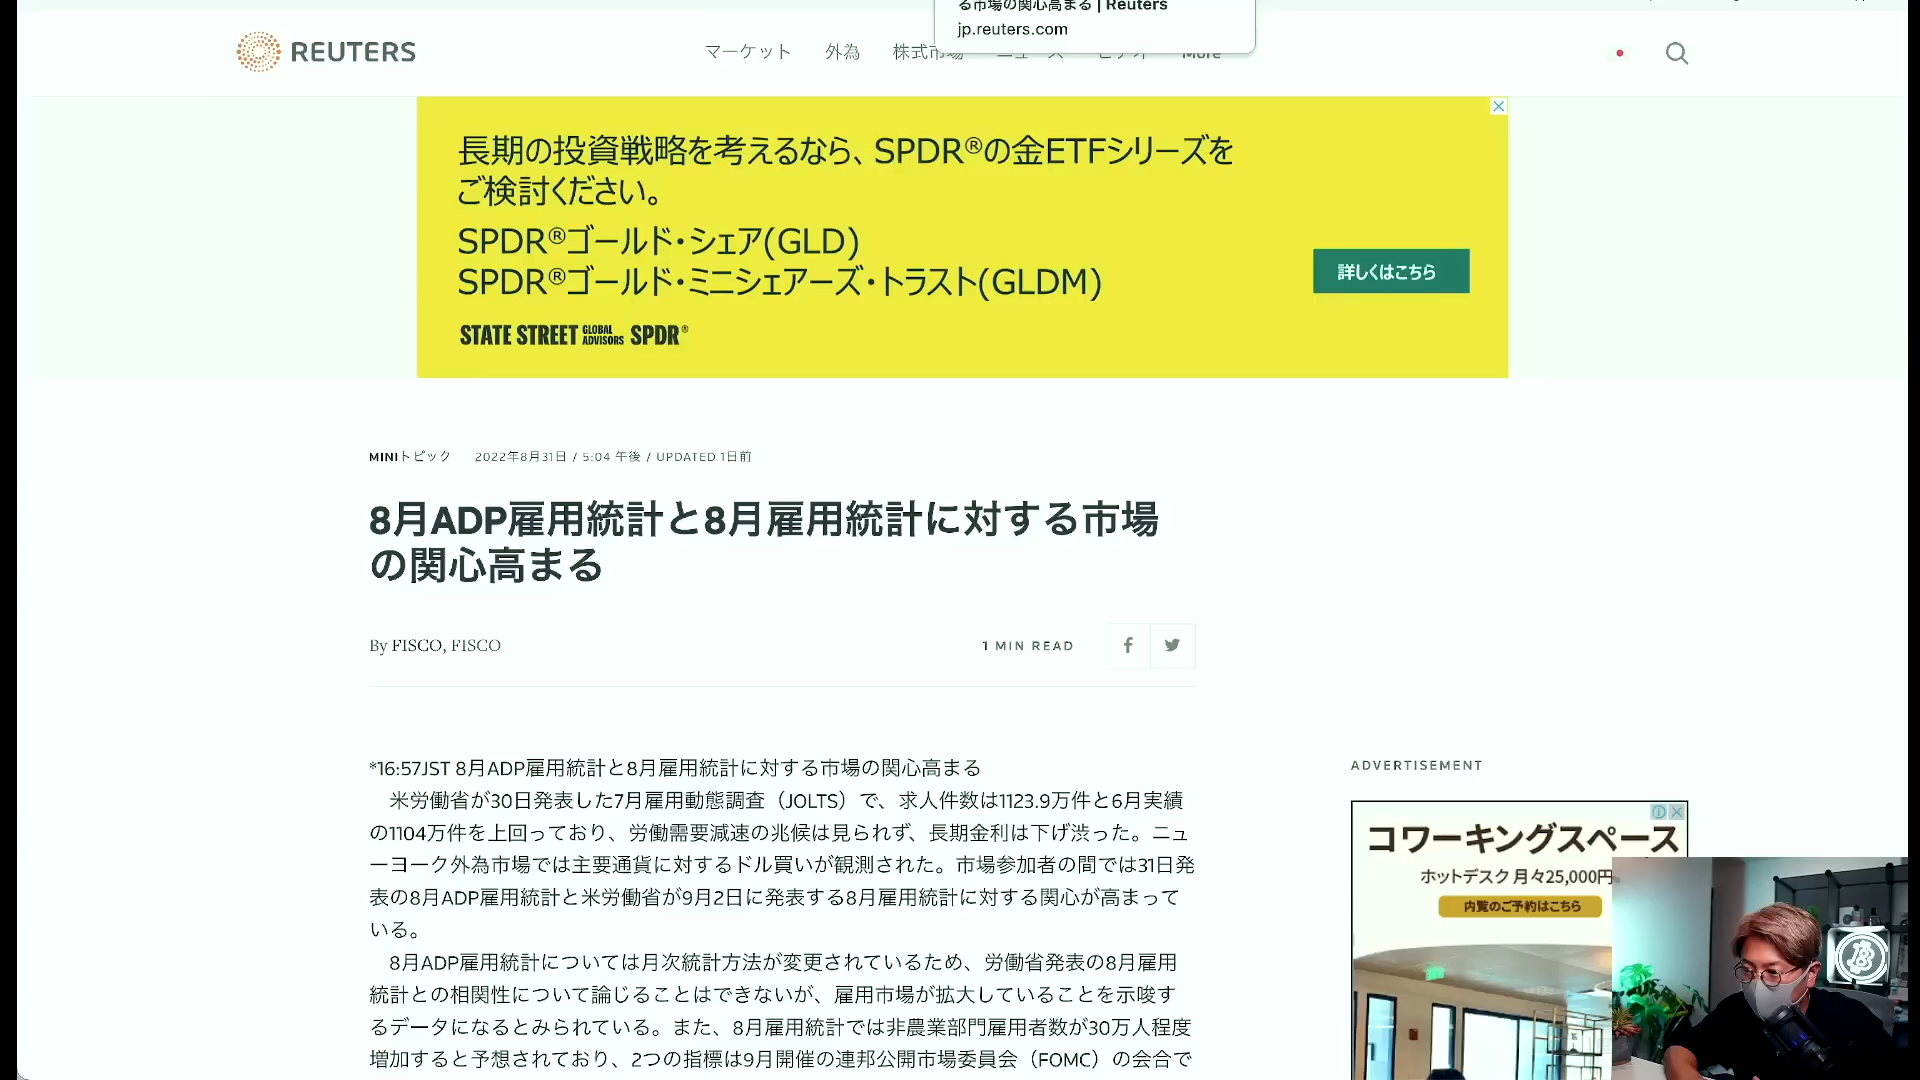 る市場の関心高まる | Reuters
jp.reuters.com
REUTERS
マーケット 外為 株式市場 ニュース ビデオ More
長期の投資戦略を考えるなら、SPDR®の金ETFシリーズを
ご検討ください。
SPDR®ゴールド・シェア(GLD)
SPDR®ゴールド・ミニシェアーズ・トラスト(GLDM)
詳しくはこちら
STATE STREET GLOBAL ADVISORS SPDR®
MINIトピック 2022年8月31日 / 5:04 午後 / UPDATED 1日前
8月ADP雇用統計と8月雇用統計に対する市場
の関心高まる
By FISCO, FISCO
1 MIN READ
*16:57JST 8月ADP雇用統計と8月雇用統計に対する市場の関心高まる
米労働省が30日発表した7月雇用動態調査（JOLTS）で、求人件数は1123.9万件と6月実績
の1104万件を上回っており、労働需要減速の兆候は見られず、長期金利は下げ渋った。ニュ
ーヨーク外為市場では主要通貨に対するドル買いが観測された。市場参加者の間では31日発
表の8月ADP雇用統計と米労働省が9月2日に発表する8月雇用統計に対する関心が高まって
いる。
8月ADP雇用統計については月次統計方法が変更されているため、労働省発表の8月雇用
統計との相関性について論じることはできないが、雇用市場が拡大していることを示唆す
るデータになるとみられている。また、8月雇用統計では非農業部門雇用者数が30万人程度
増加すると予想されており、2つの指標は9月開催の連邦公開市場委員会（FOMC）の会合で
ADVERTISEMENT
コワーキングスペース
ホットデスク 月々25,000円
内覧のご予約はこちら